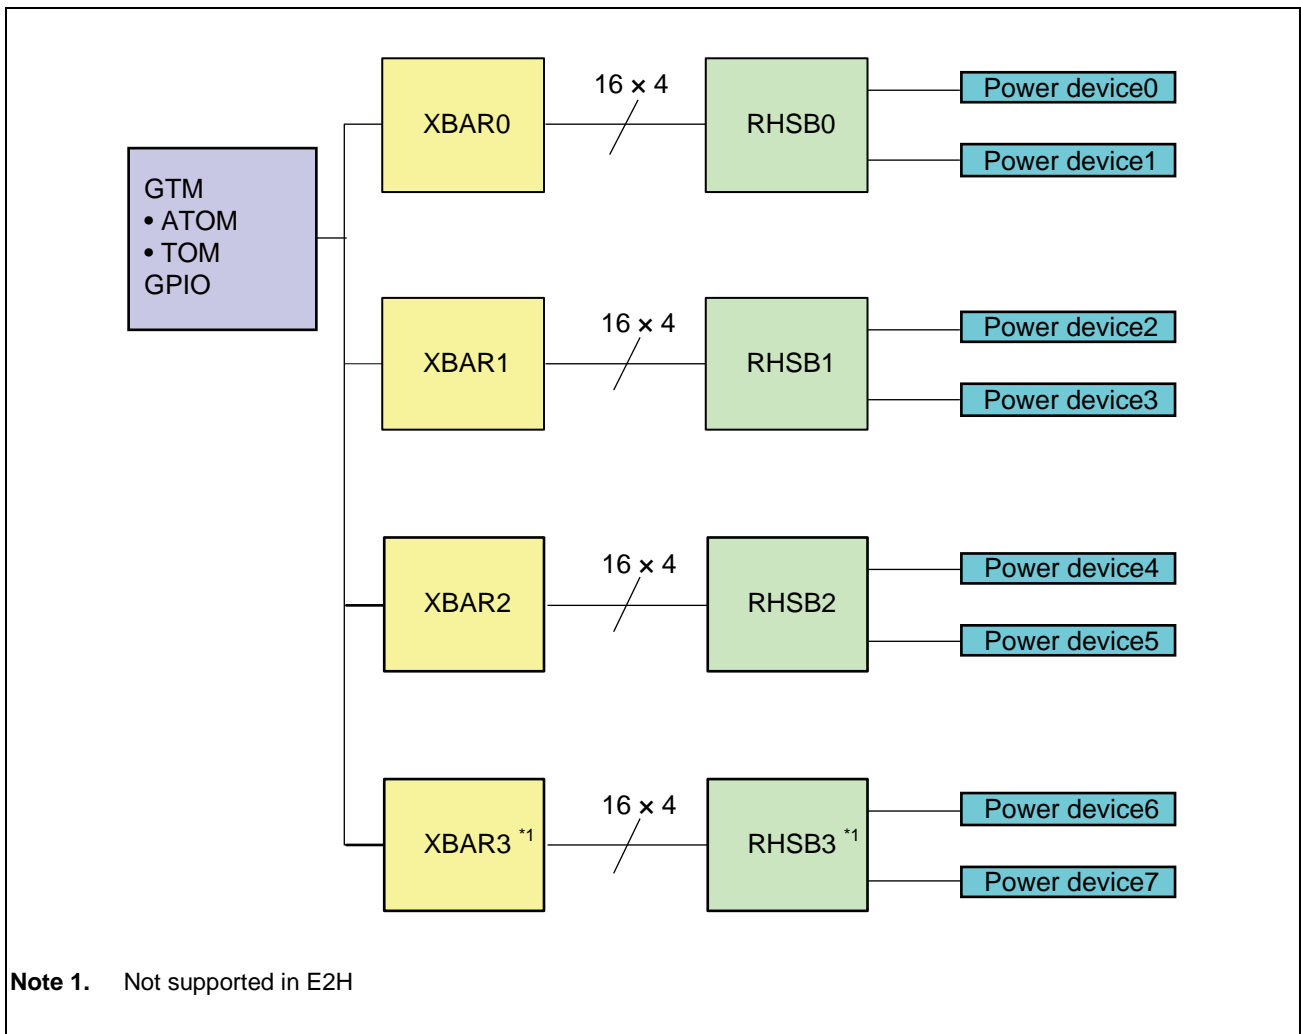 16 × 4
XBAR0
RHSB0
Power device0
Power device1
GTM
• ATOM
• TOM
GPIO
16 × 4
XBAR1
RHSB1
Power device2
Power device3
16 × 4
XBAR2
RHSB2
Power device4
Power device5
16 × 4
XBAR3 *1
RHSB3 *1
Power device6
Power device7
Note 1. Not supported in E2H